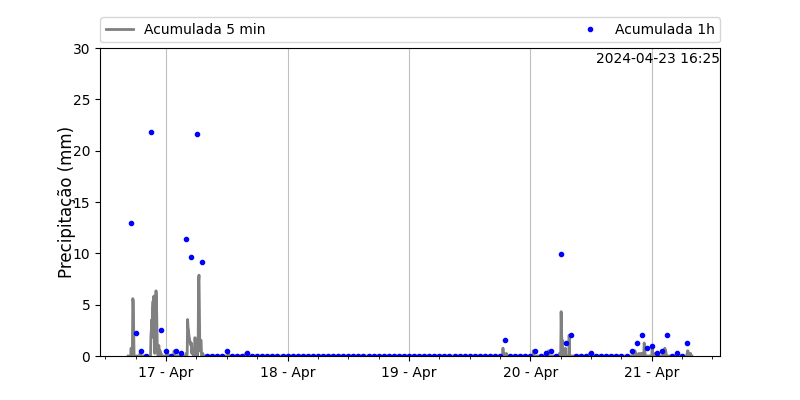 Acumulada 5 min
Acumulada 1h
2024-04-23 16:25
Precipitação (mm)
30
25
20
15
10
5
0
17 - Apr
18 - Apr
19 - Apr
20 - Apr
21 - Apr